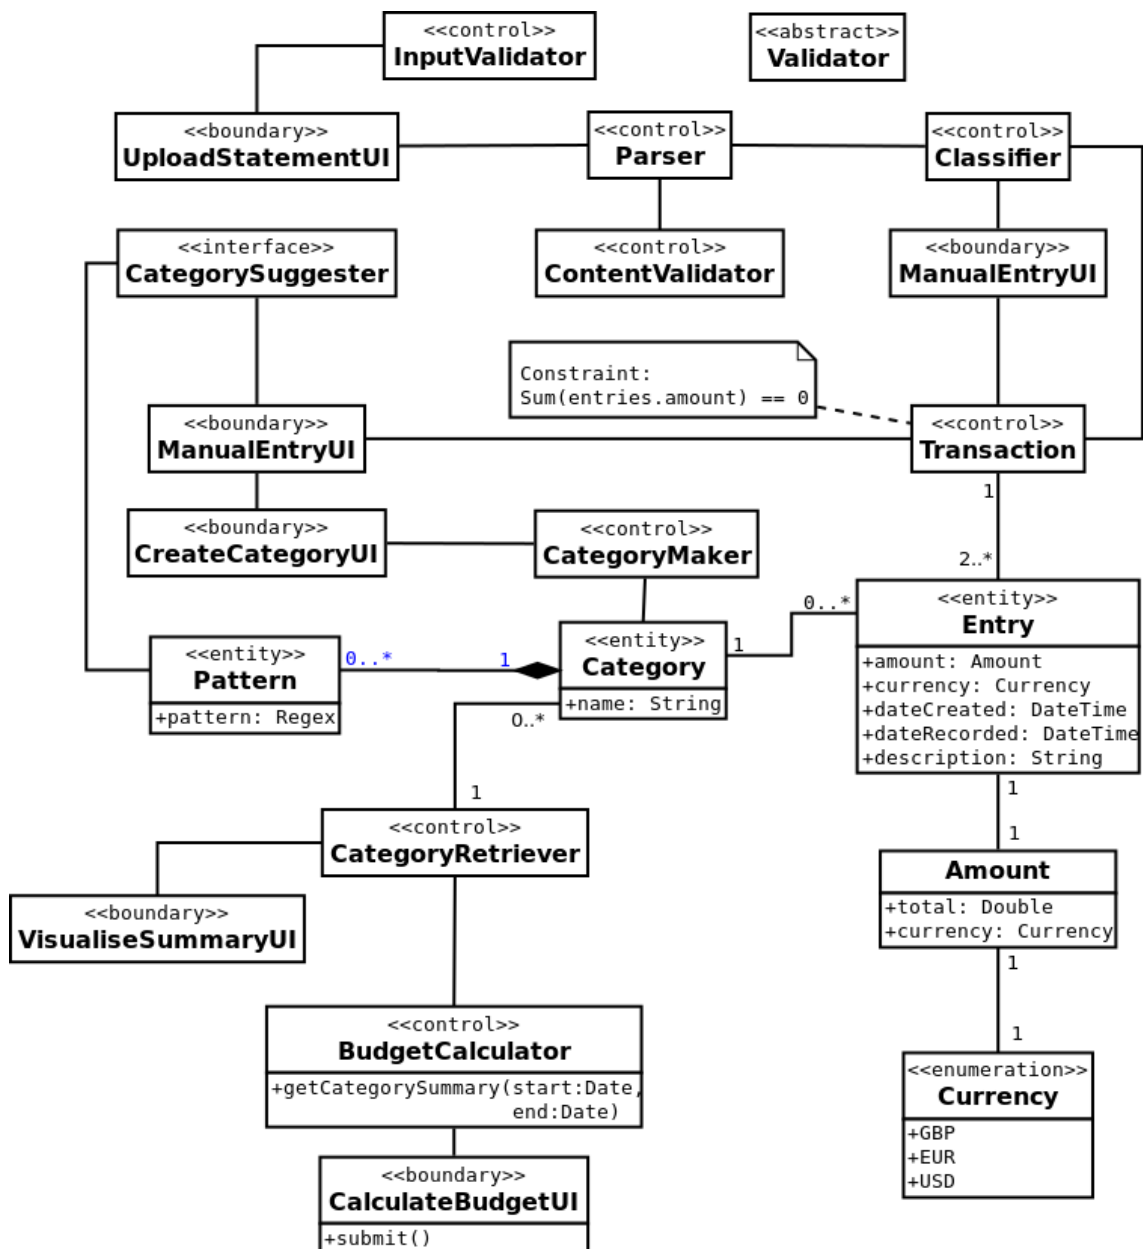 <<control>>
InputValidator
<<abstract>>
Validator
<<boundary>>
UploadStatementUI
<<control>>
Parser
<<control>>
Classifier
<<interface>>
CategorySuggester
<<control>>
ContentValidator
<<boundary>>
ManualEntryUI
Constraint:
Sum(entries.amount) == 0
<<boundary>>
ManualEntryUI
<<control>>
Transaction
1
2..*
<<boundary>>
CreateCategoryUI
<<control>>
CategoryMaker
<<entity>>
Entry
+amount: Amount
+currency: Currency
+dateCreated: DateTime
+dateRecorded: DateTime
+description: String
0..*
1
<<entity>>
Category
+name: String
1
0..*
<<entity>>
Pattern
+pattern: Regex
0..*
1
<<control>>
CategoryRetriever
1
1
Amount
+total: Double
+currency: Currency
<<boundary>>
VisualiseSummaryUI
1
1
<<control>>
BudgetCalculator
+getCategorySummary(start:Date,
end:Date)
<<enumeration>>
Currency
+GBP
+EUR
+USD
<<boundary>>
CalculateBudgetUI
+submit()